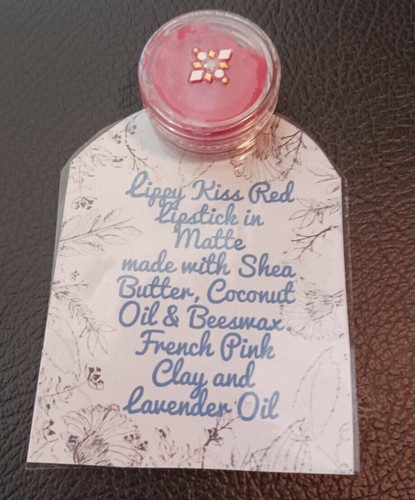 Lippy Kiss Red
Lipstick in
Matte
made with Shea
Butter, Coconut
Oil & Beeswax.
French Pink
Clay and
Lavender Oil